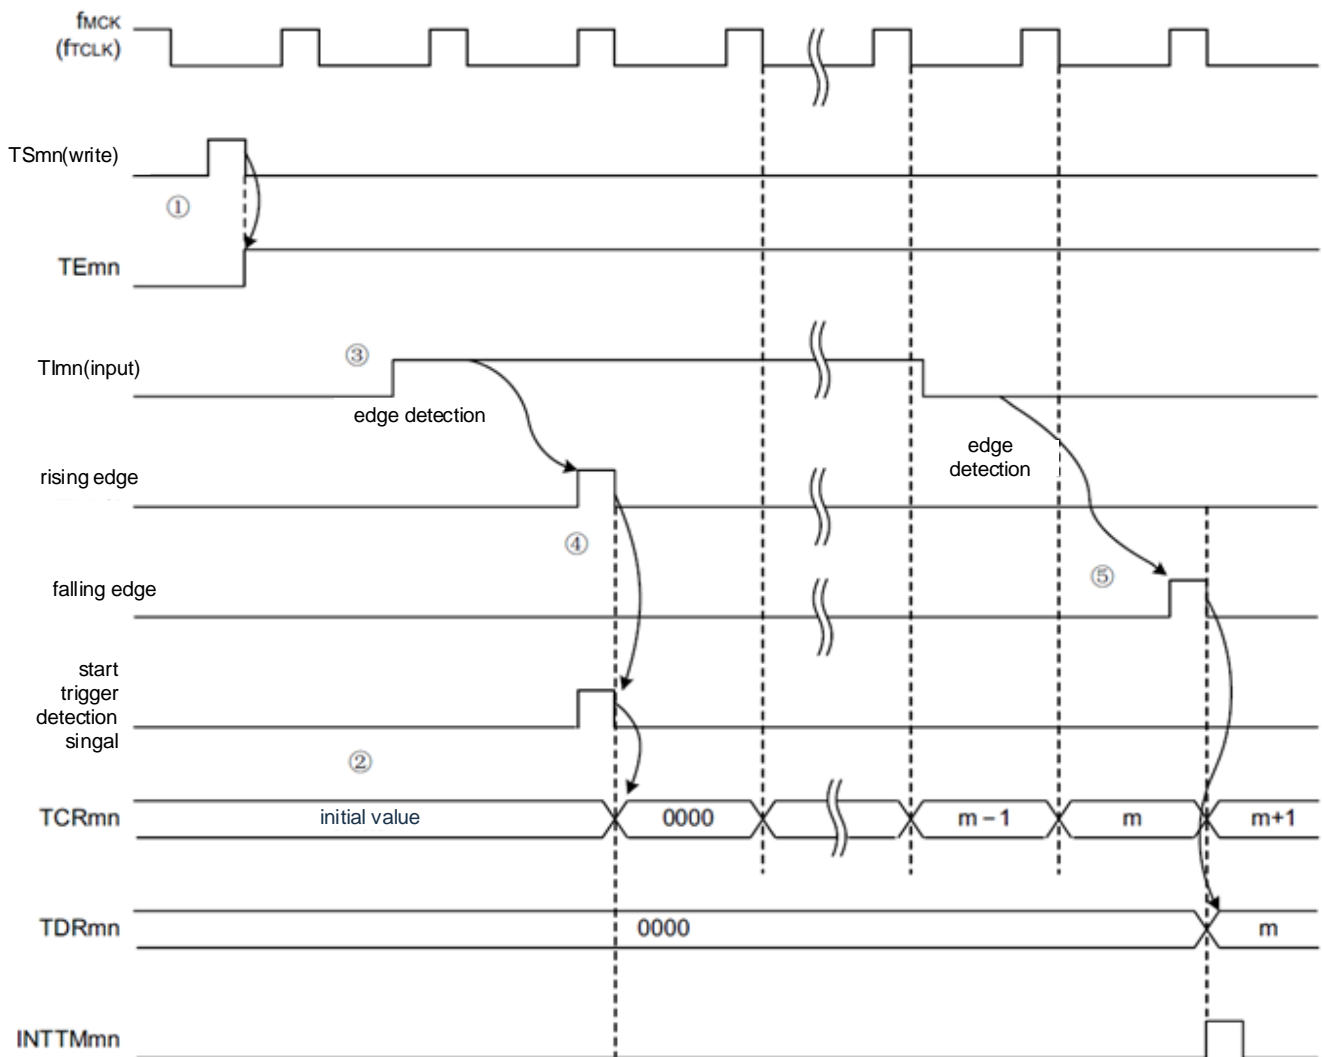 fMCK
(fTCLK)
TSmn(write)
①
TEmn
③
TImn(input)
edge detection
edge
detection
rising edge
④
⑤
falling edge
start
trigger
detection
singal
②
TCRmn
initial value
0000
m – 1
m
m+1
TDRmn
0000
m
INTTMmn